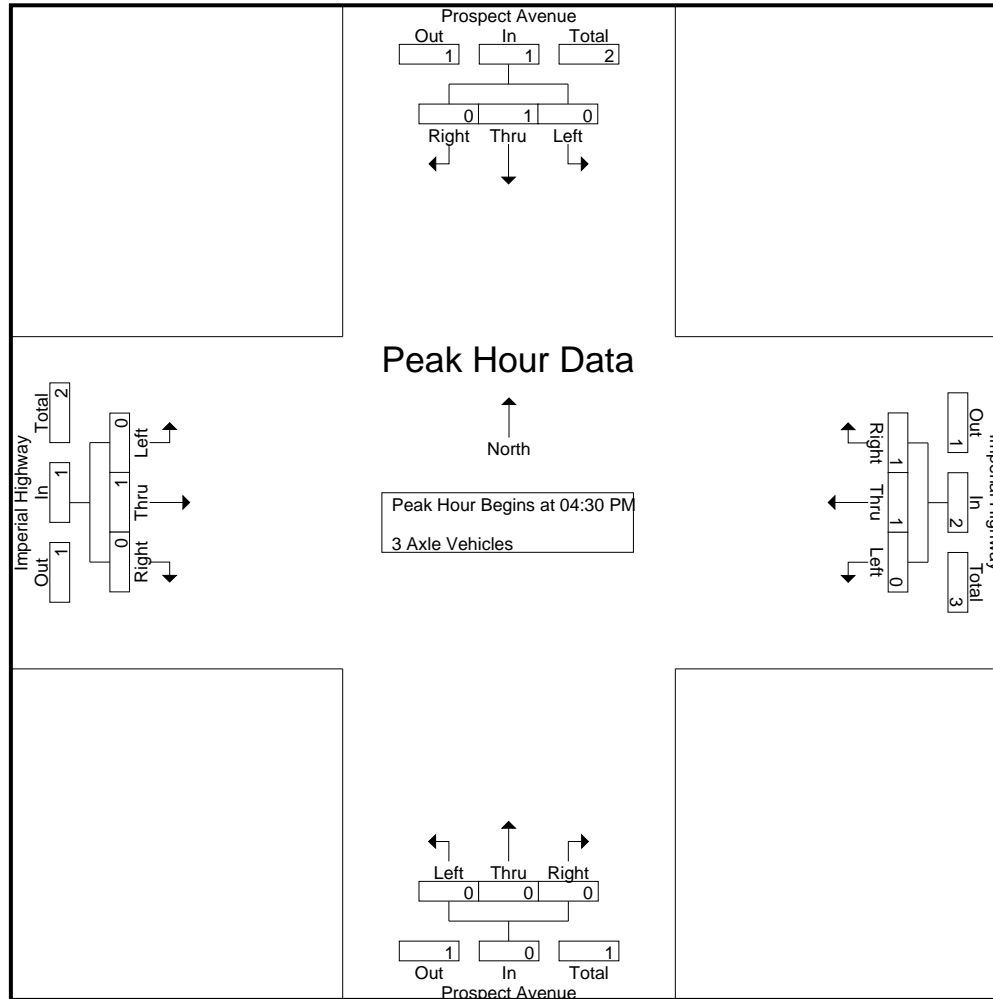 Prospect Avenue
Out In Total
1 1 2
0 1 0
Right Thru Left
Peak Hour Data
North
Peak Hour Begins at 04:30 PM
3 Axle Vehicles
Imperial Highway
Total In Out
2 1 1
0 1 0
Left Thru Right
Imperial Highway
Out In Total
1 2 3
1 1 0
Right Thru Left
Left Thru Right
0 0 0
1 0 1
Out In Total
Prospect Avenue